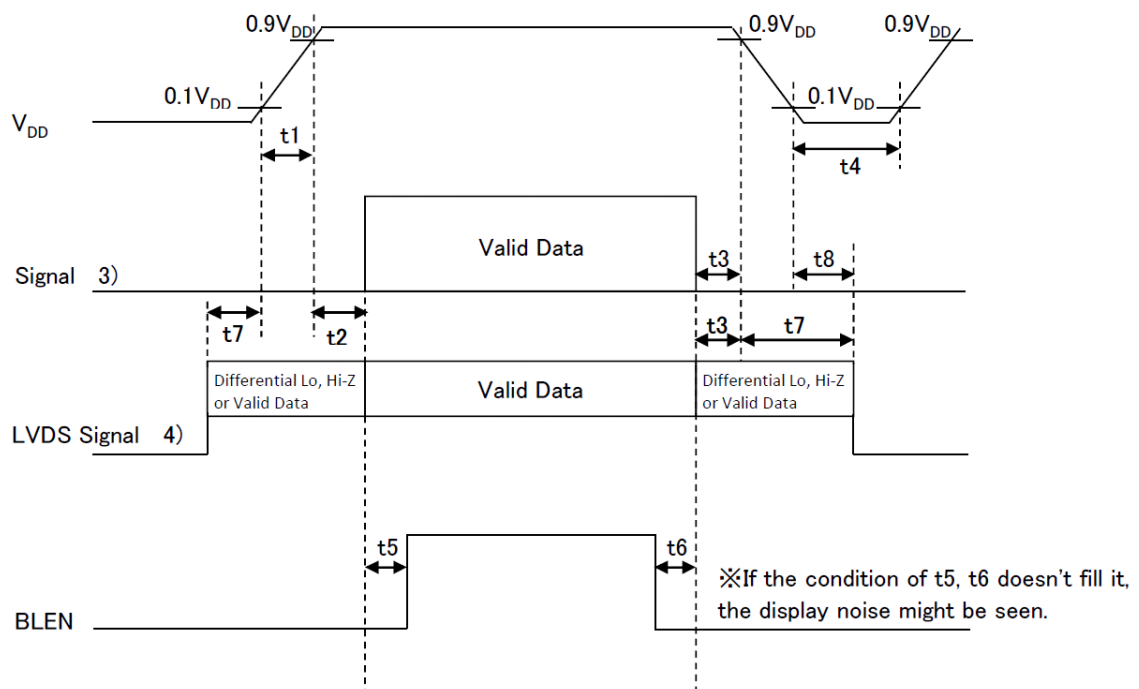 0.9VDD
0.9VDD
0.9VDD
0.1VDD
0.1VDD
VDD
t1
t4
Valid Data
t3
t8
Signal 3)
t7
t2
t3
t7
Differential Lo, Hi-Z
or Valid Data
Valid Data
Differential Lo, Hi-Z
or Valid Data
LVDS Signal 4)
t5
t6
※If the condition of t5, t6 doesn't fill it,
the display noise might be seen.
BLEN